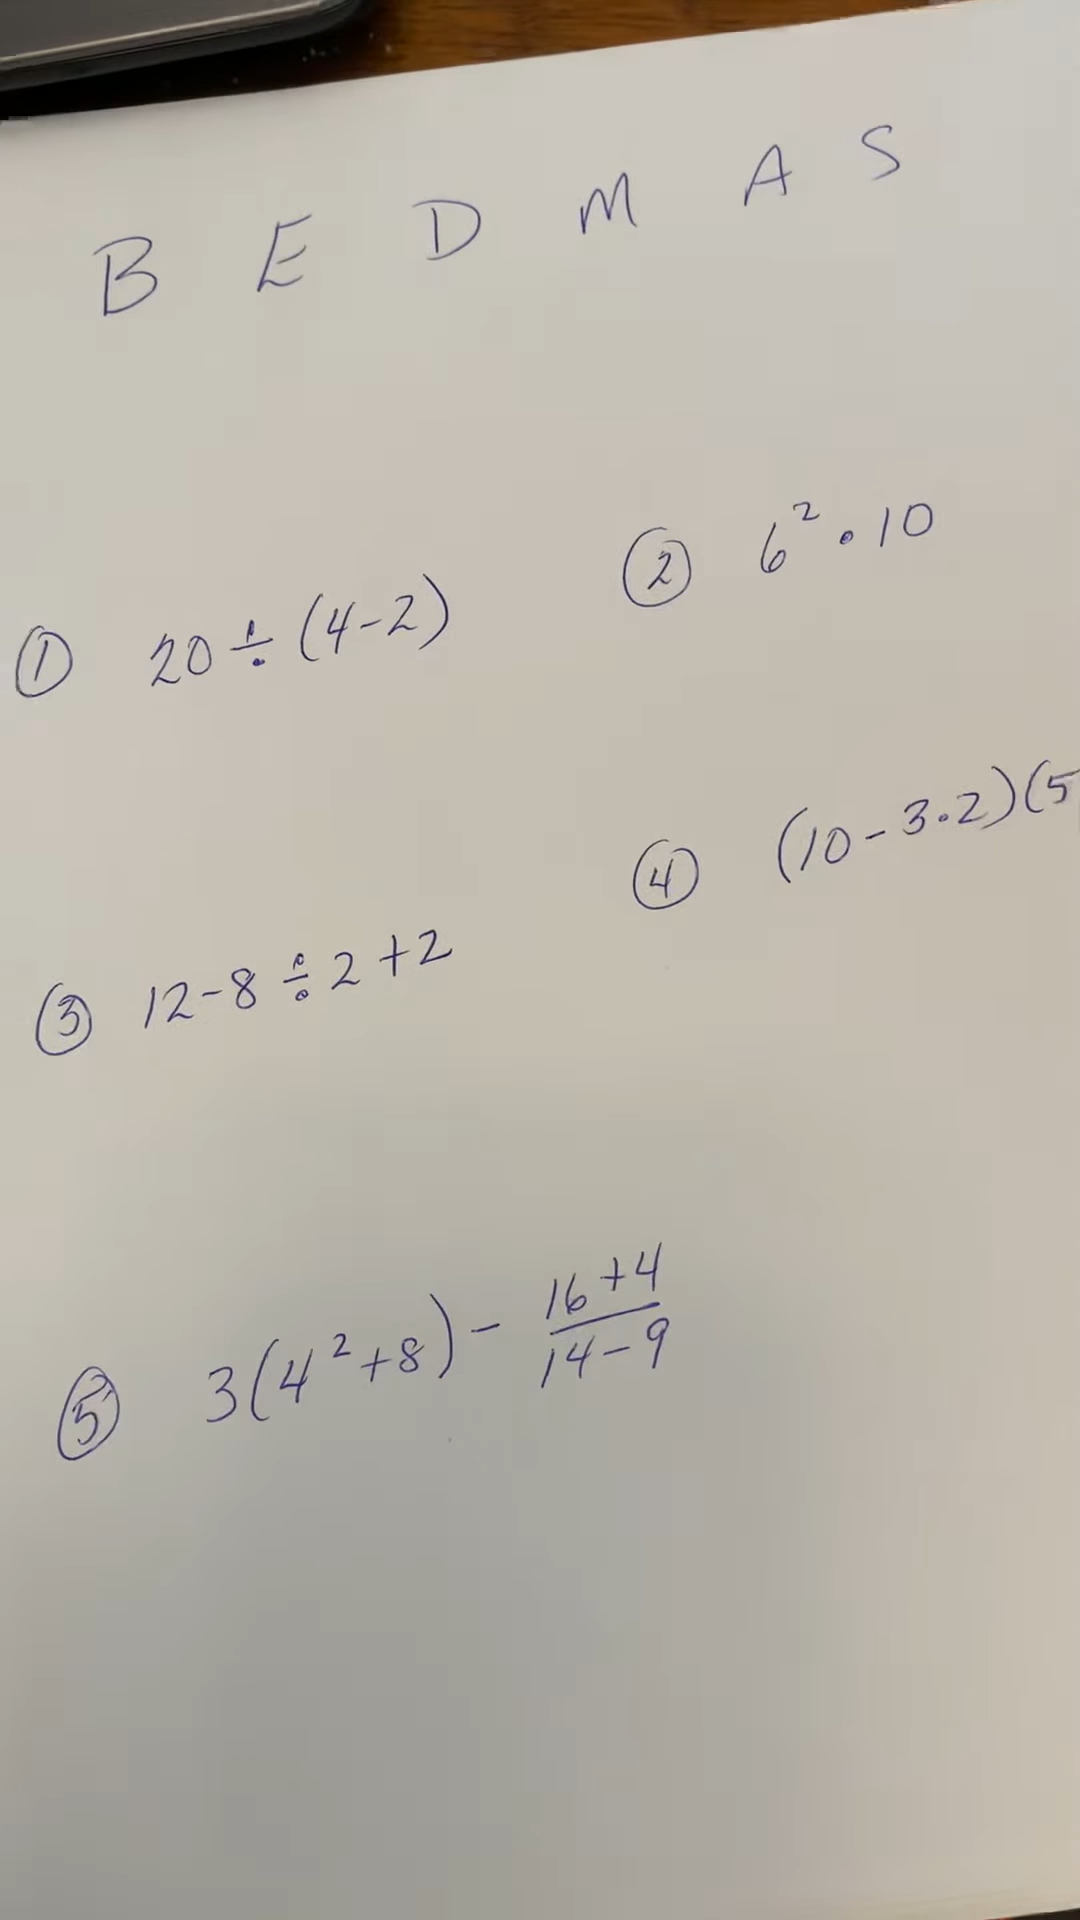 B E D M A S
① 20 ÷ (4-2)
② 6² • 10
③ 12-8 ÷ 2 +2
④ (10 - 3•2)(5
⑤ 3(4² +8) - 16+4
14-9